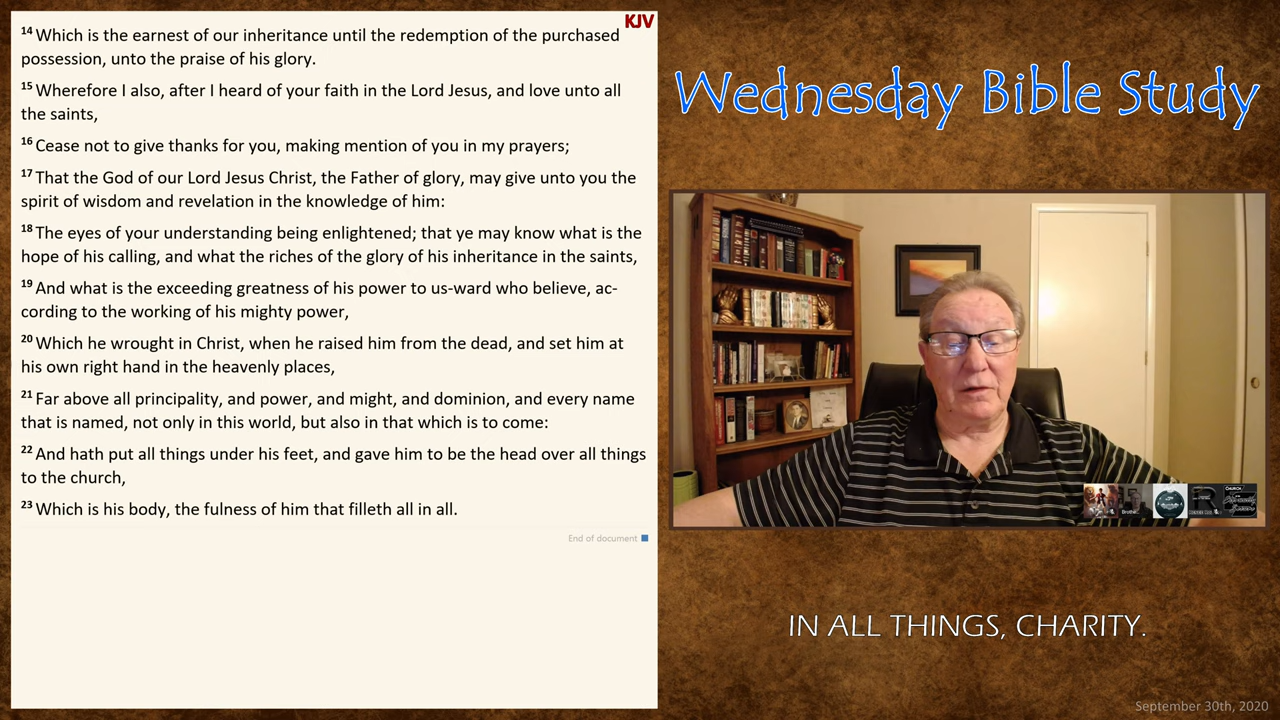 KJV
14 Which is the earnest of our inheritance until the redemption of the purchased
possession, unto the praise of his glory.
15 Wherefore I also, after I heard of your faith in the Lord Jesus, and love unto all
the saints,
16 Cease not to give thanks for you, making mention of you in my prayers;
17 That the God of our Lord Jesus Christ, the Father of glory, may give unto you the
spirit of wisdom and revelation in the knowledge of him:
18 The eyes of your understanding being enlightened; that ye may know what is the
hope of his calling, and what the riches of the glory of his inheritance in the saints,
19 And what is the exceeding greatness of his power to us-ward who believe, ac-
cording to the working of his mighty power,
20 Which he wrought in Christ, when he raised him from the dead, and set him at
his own right hand in the heavenly places,
21 Far above all principality, and power, and might, and dominion, and every name
that is named, not only in this world, but also in that which is to come:
22 And hath put all things under his feet, and gave him to be the head over all things
to the church,
23 Which is his body, the fulness of him that filleth all in all.
End of document
Wednesday Bible Study
Brothe...
CHURCH
IN ALL THINGS, CHARITY.
September 30th, 2020